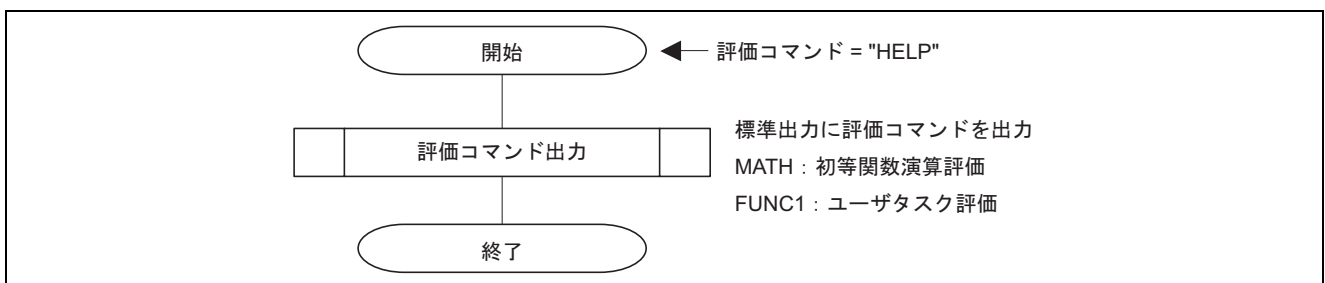 開始
評価コマンド = "HELP"
評価コマンド出力
標準出力に評価コマンドを出力
MATH：初等関数演算評価
FUNC1：ユーザタスク評価
終了